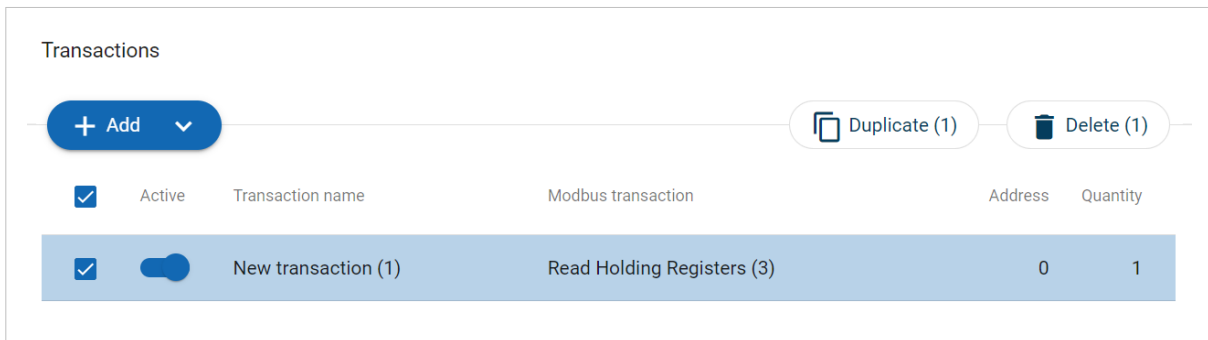 Transactions
Add Duplicate (1) Delete (1)
Active Transaction name Modbus transaction Address Quantity
New transaction (1) Read Holding Registers (3) 0 1